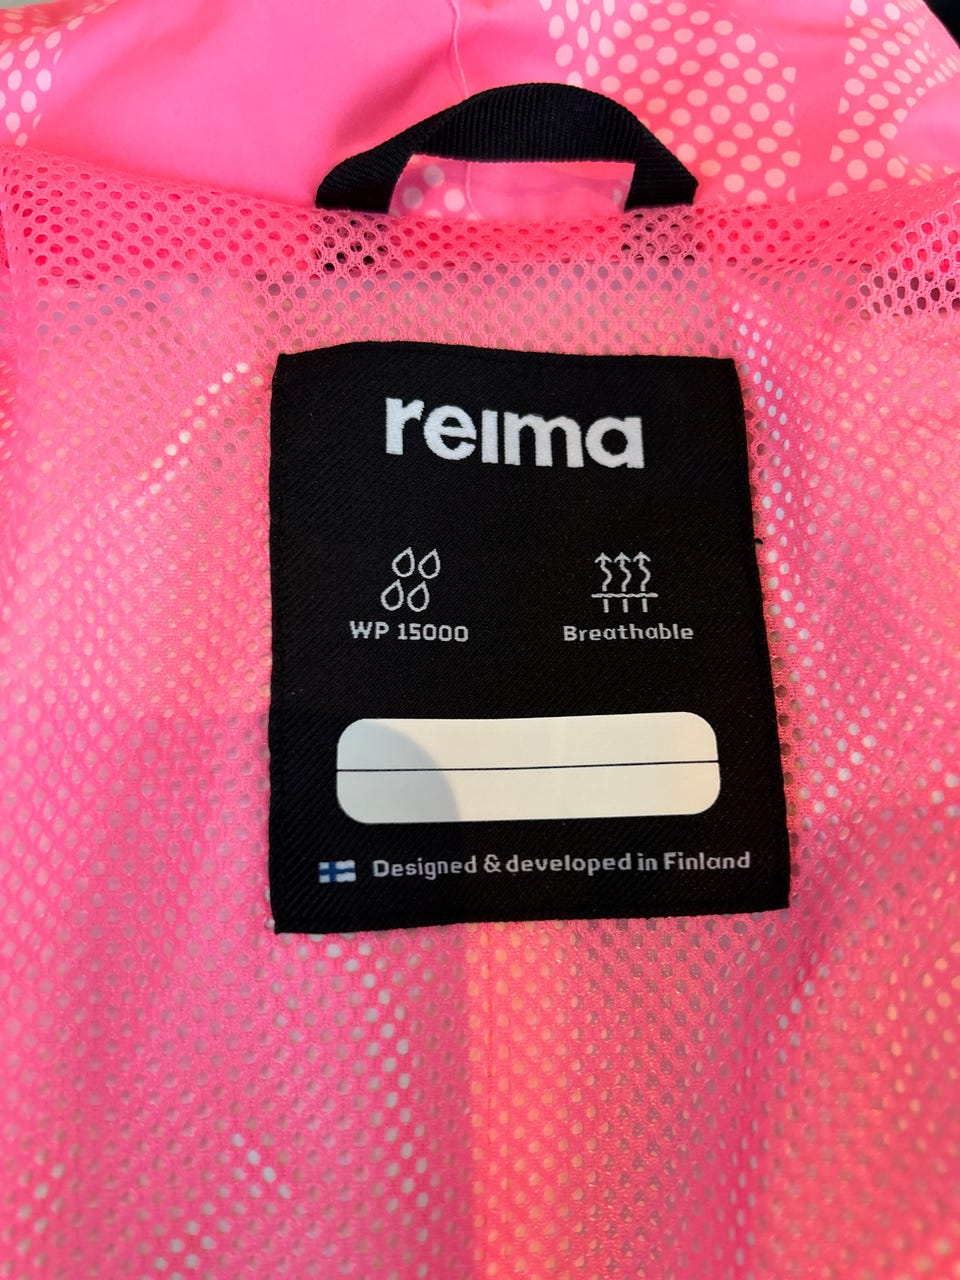 reima
WP 15000
Breathable
Designed & developed in Finland